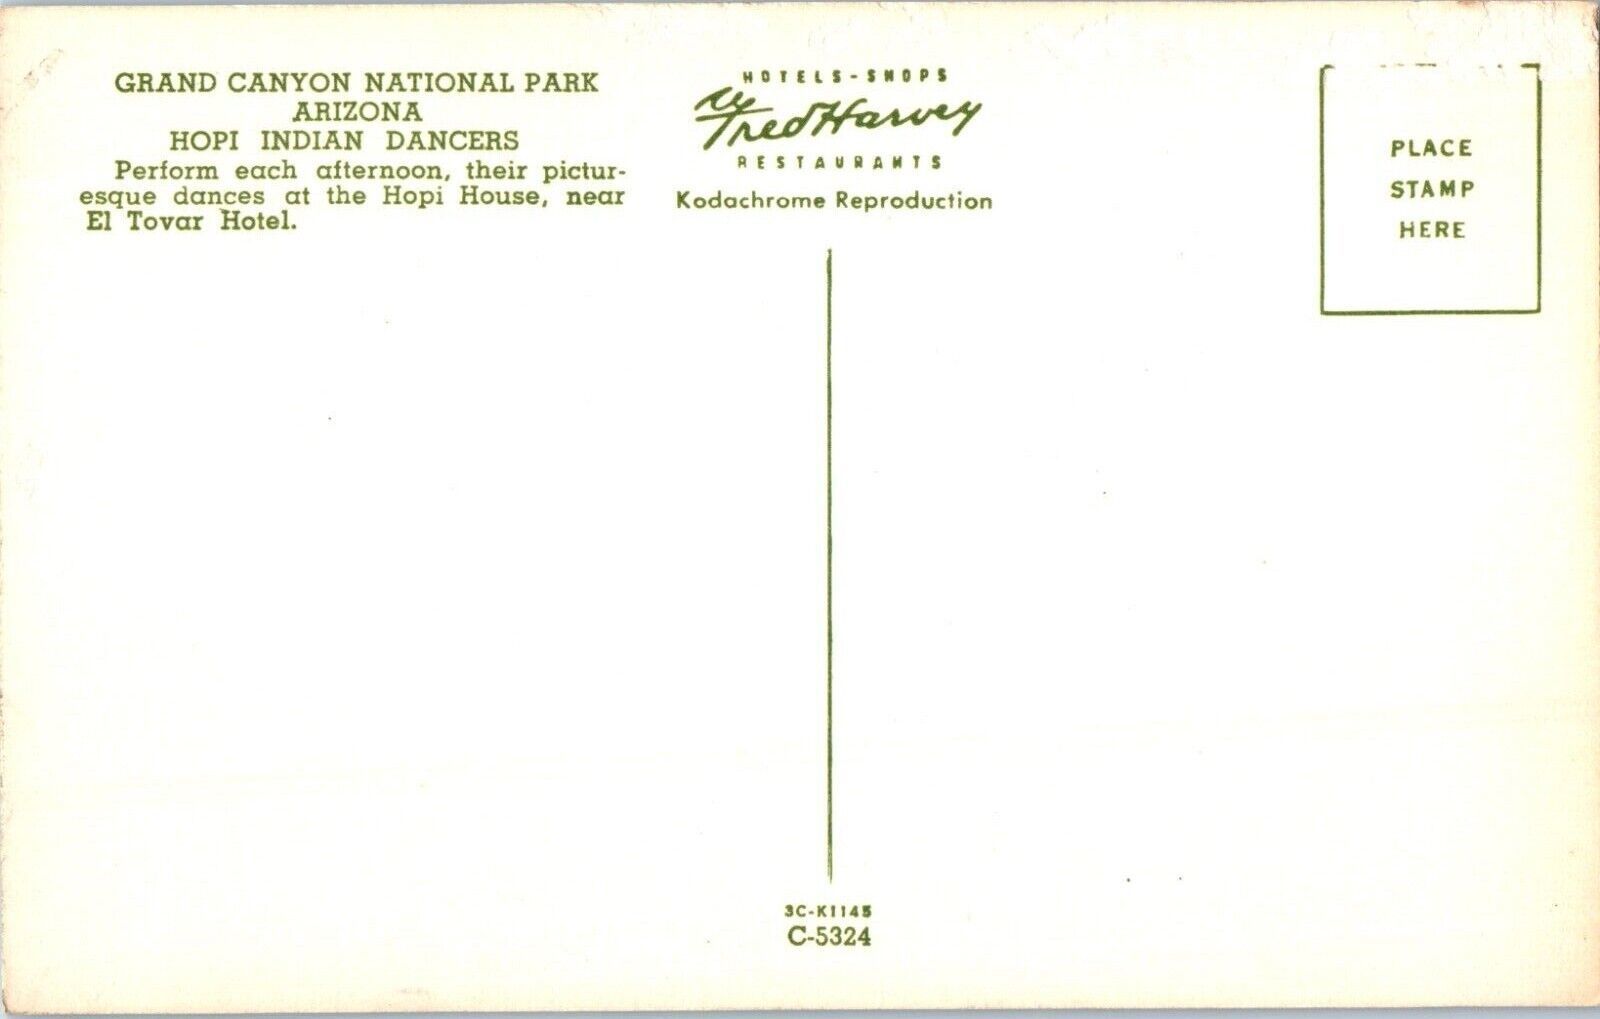 GRAND CANYON NATIONAL PARK
ARIZONA
HOPI INDIAN DANCERS
Perform each afternoon, their pictur-
esque dances at the Hopi House, near
El Tovar Hotel.
HOTELS-SHOPS
Fred Harvey
RESTAURANTS
Kodachrome Reproduction
PLACE
STAMP
HERE
3C-K1145
C-5324